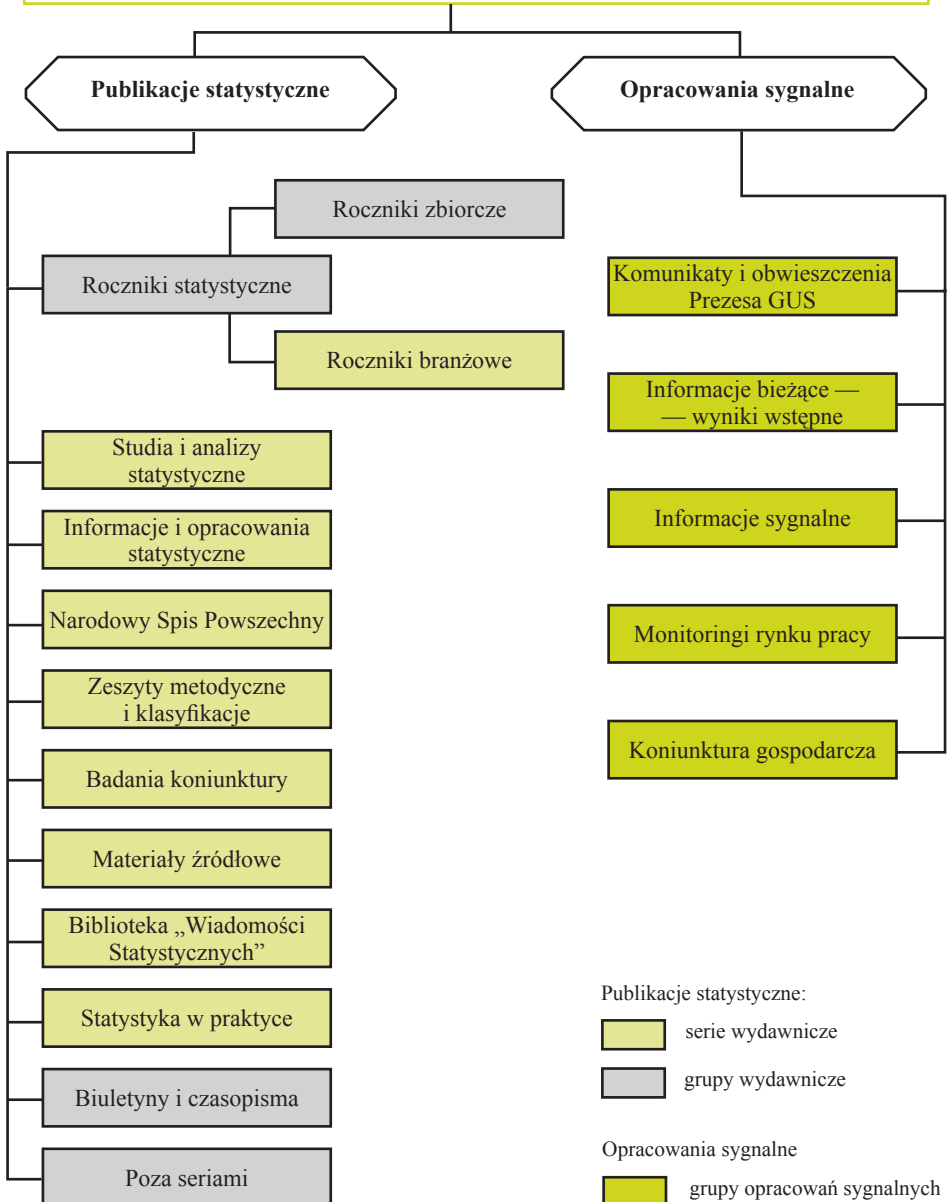 Publikacje statystyczne
Opracowania sygnalne
Roczniki zbiorcze
Roczniki statystyczne
Roczniki branżowe
Studia i analizy
statystyczne
Informacje i opracowania
statystyczne
Narodowy Spis Powszechny
Zeszyty metodyczne
i klasyfikacje
Badania koniunktury
Materiały źródłowe
Biblioteka „Wiadomości
Statystycznych”
Statystyka w praktyce
Biuletyny i czasopisma
Poza seriami
Komunikaty i obwieszczenia
Prezesa GUS
Informacje bieżące —
— wyniki wstępne
Informacje sygnalne
Monitoringi rynku pracy
Koniunktura gospodarcza
Publikacje statystyczne:
serie wydawnicze
grupy wydawnicze
Opracowania sygnalne
grupy opracowań sygnalnych